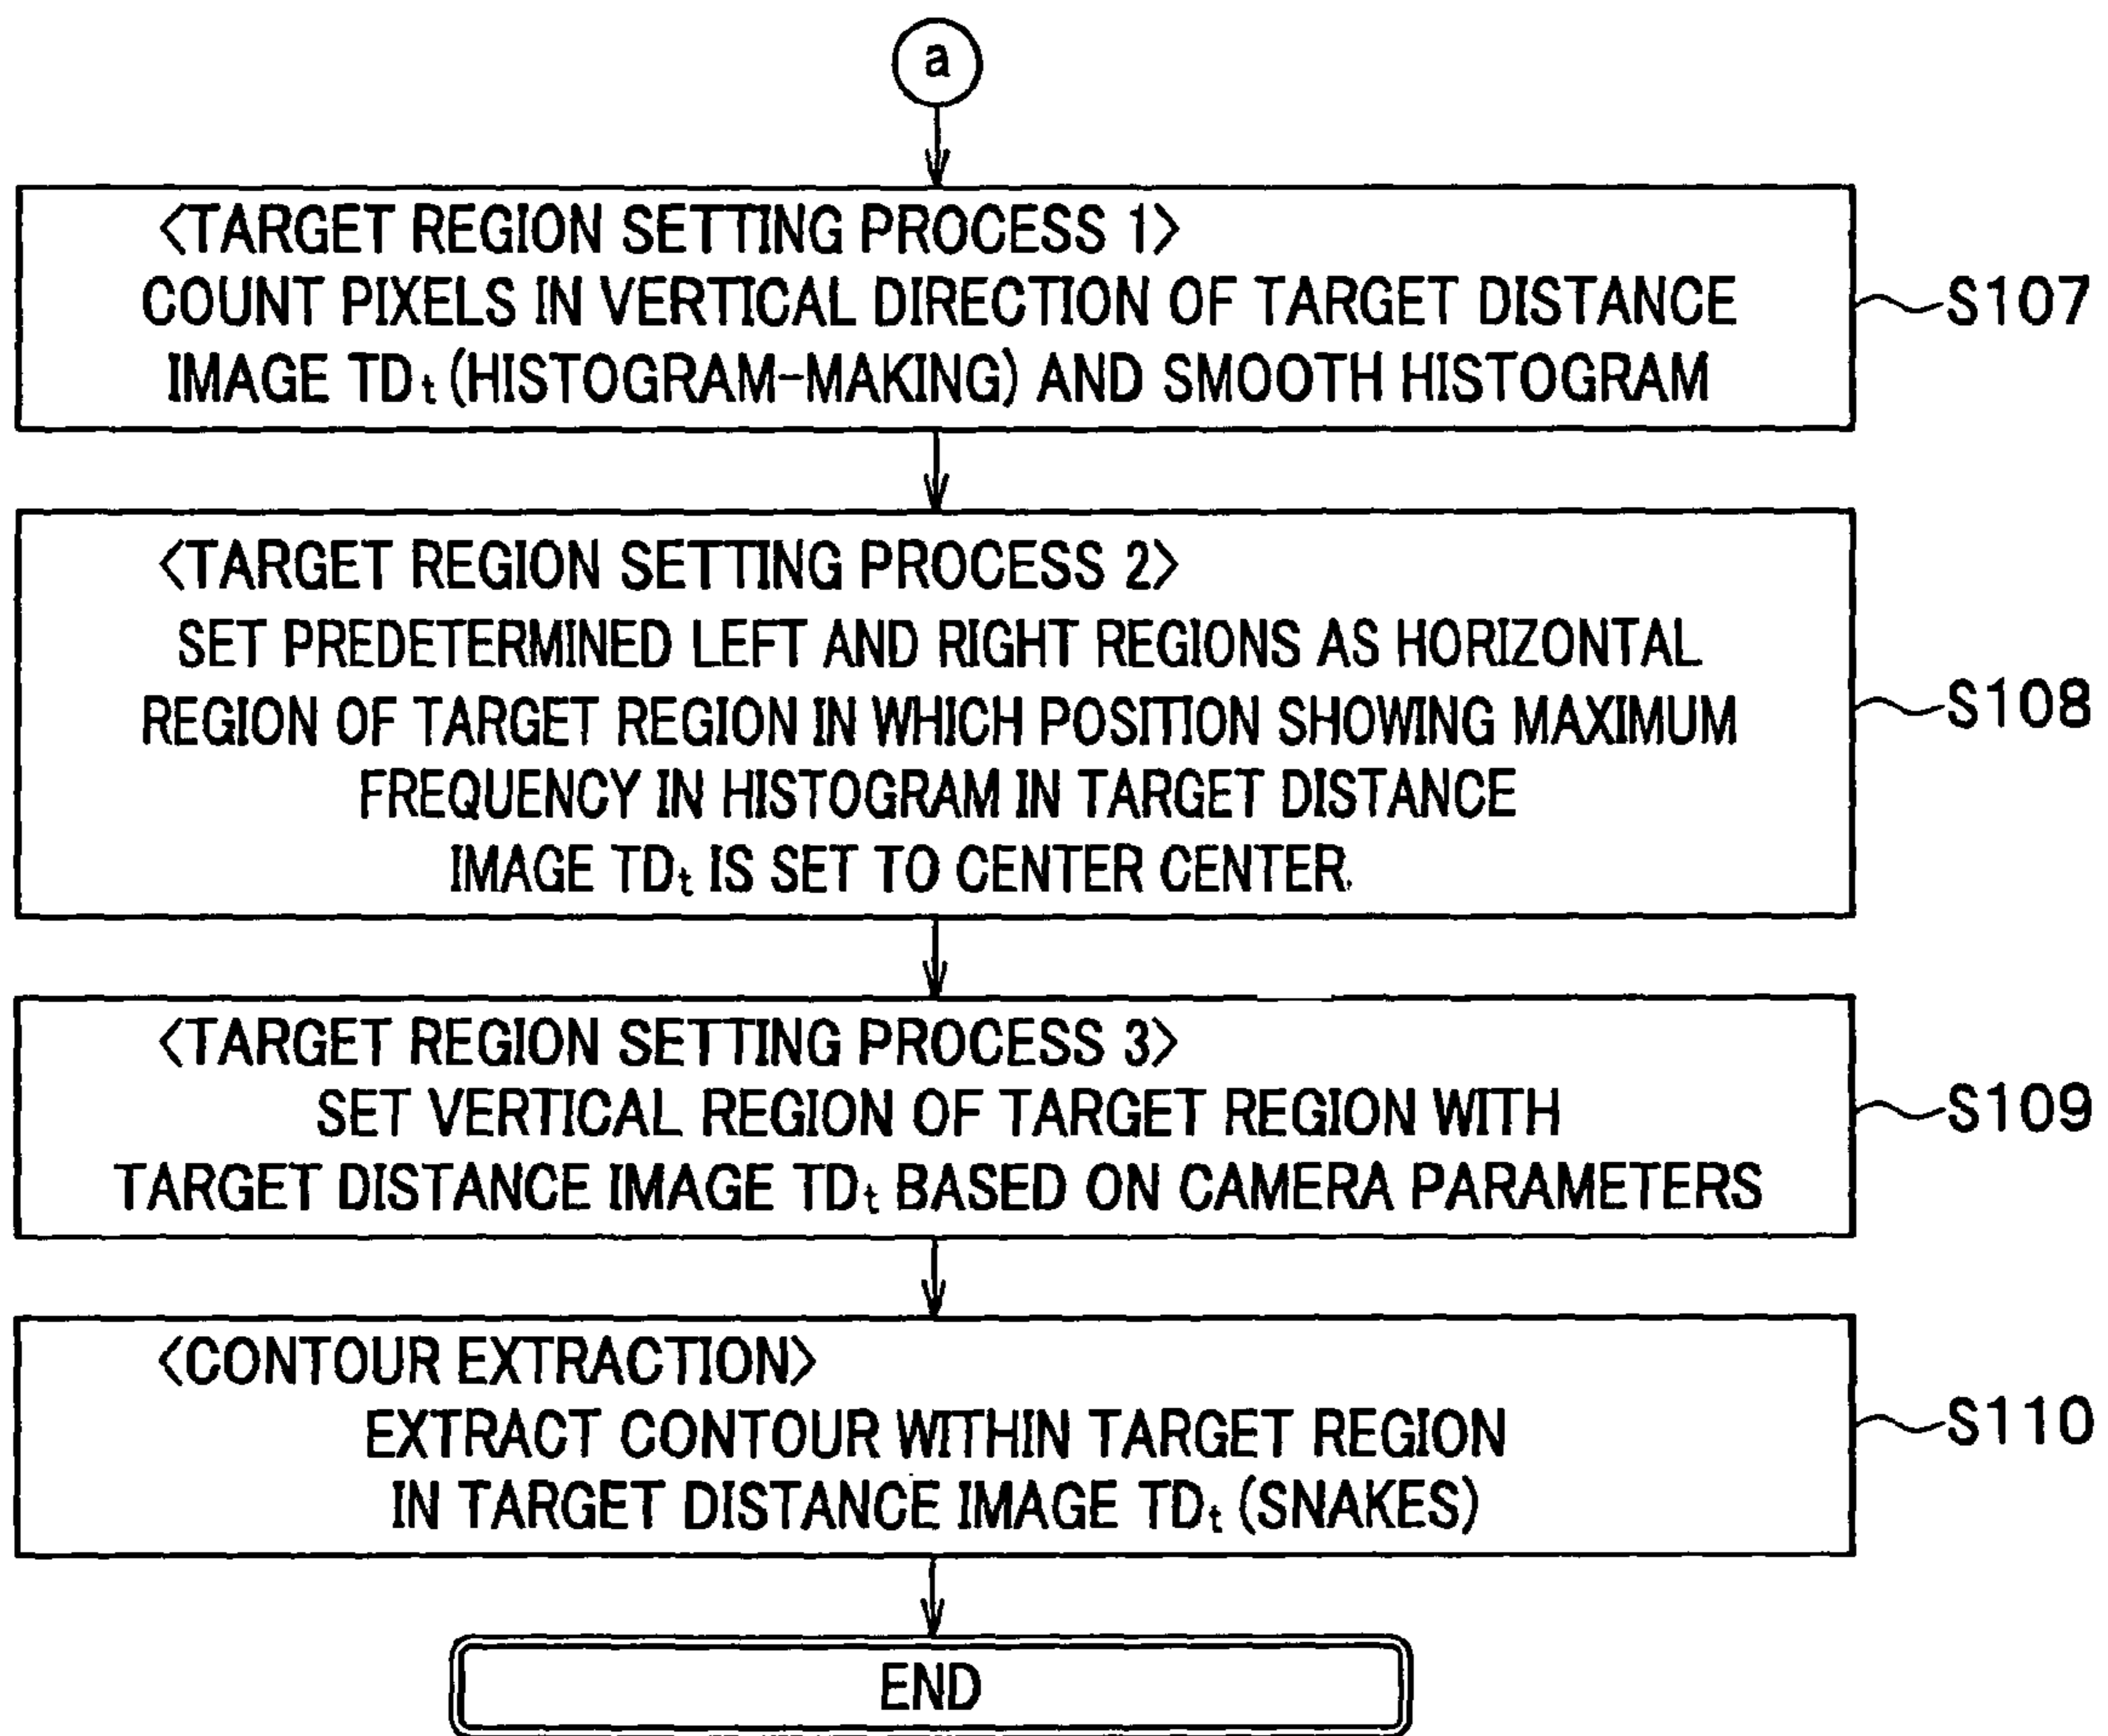 a
<TARGET REGION SETTING PROCESS 1>
COUNT PIXELS IN VERTICAL DIRECTION OF TARGET DISTANCE
IMAGE TDt (HISTOGRAM-MAKING) AND SMOOTH HISTOGRAM
S107
<TARGET REGION SETTING PROCESS 2>
SET PREDETERMINED LEFT AND RIGHT REGIONS AS HORIZONTAL
REGION OF TARGET REGION IN WHICH POSITION SHOWING MAXIMUM
FREQUENCY IN HISTOGRAM IN TARGET DISTANCE
IMAGE TDt IS SET TO CENTER CENTER.
S108
<TARGET REGION SETTING PROCESS 3>
SET VERTICAL REGION OF TARGET REGION WITH
TARGET DISTANCE IMAGE TDt BASED ON CAMERA PARAMETERS
S109
<CONTOUR EXTRACTION>
EXTRACT CONTOUR WITHIN TARGET REGION
IN TARGET DISTANCE IMAGE TDt (SNAKES)
S110
END